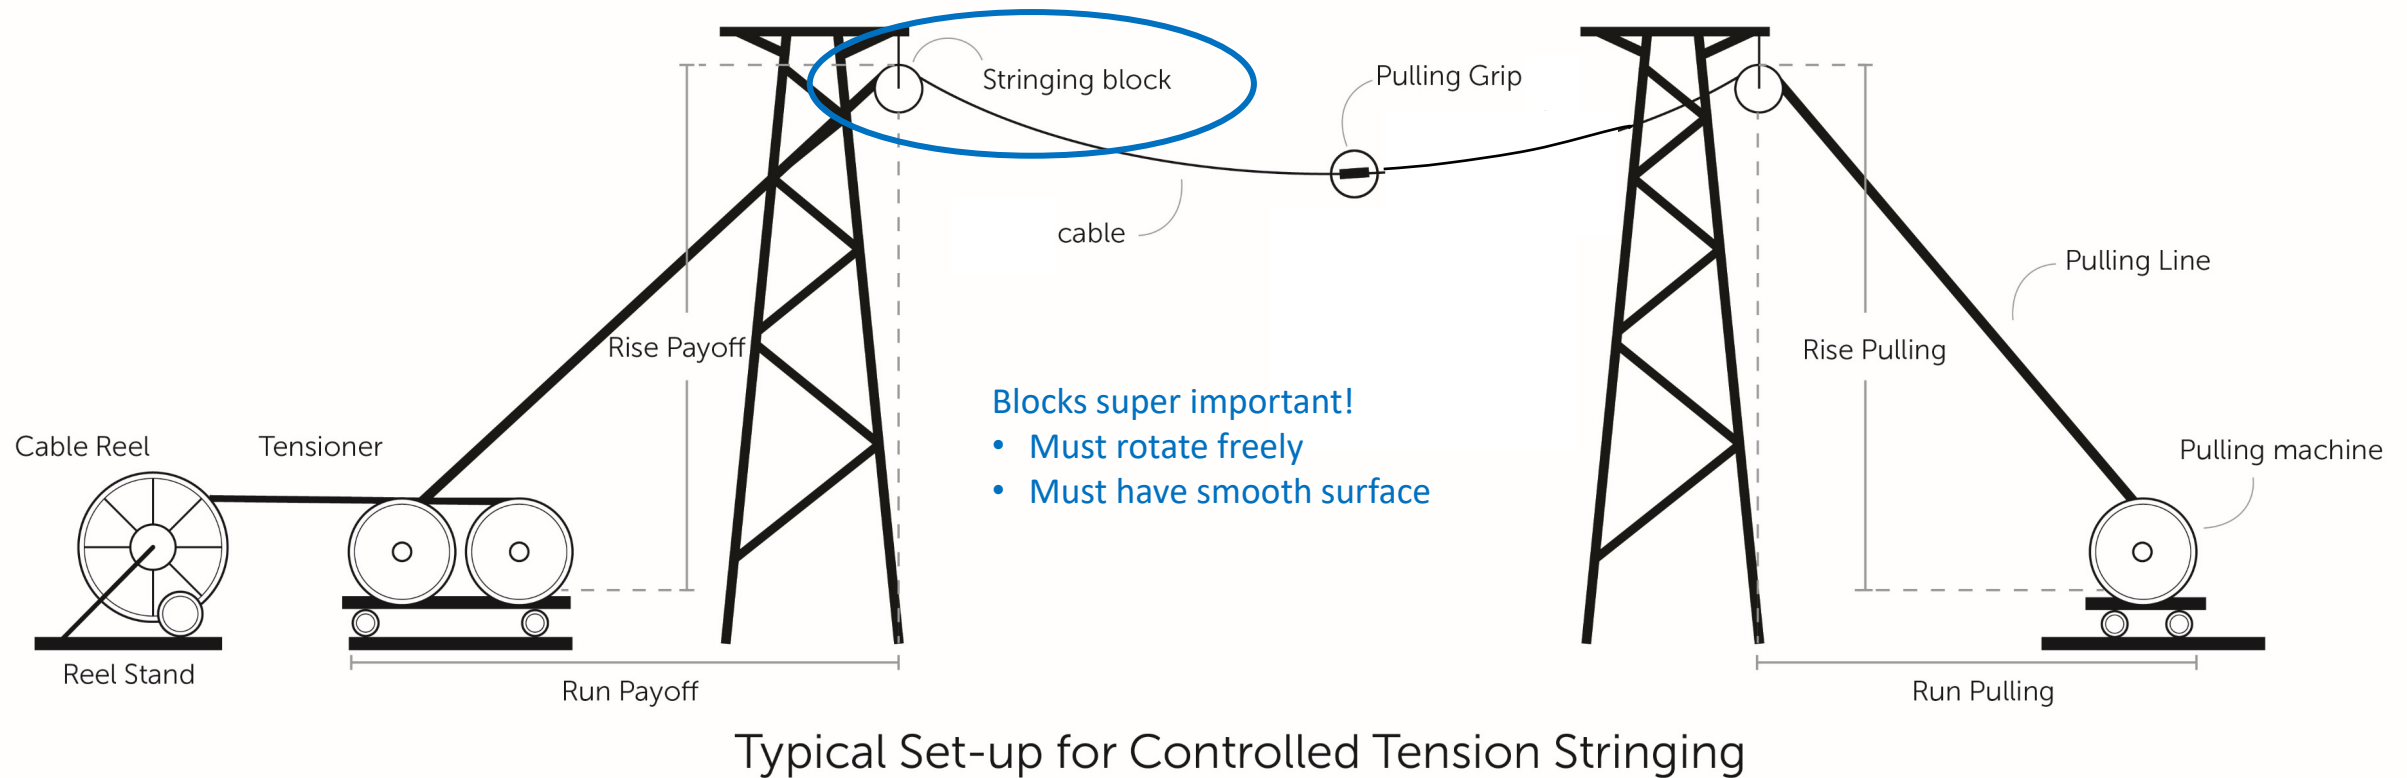 Stringing block
Pulling Grip
cable
Pulling Line
Rise Payoff
Rise Pulling
Blocks super important!
• Must rotate freely
• Must have smooth surface
Cable Reel
Tensioner
Pulling machine
Reel Stand
Run Payoff
Run Pulling
Typical Set-up for Controlled Tension Stringing